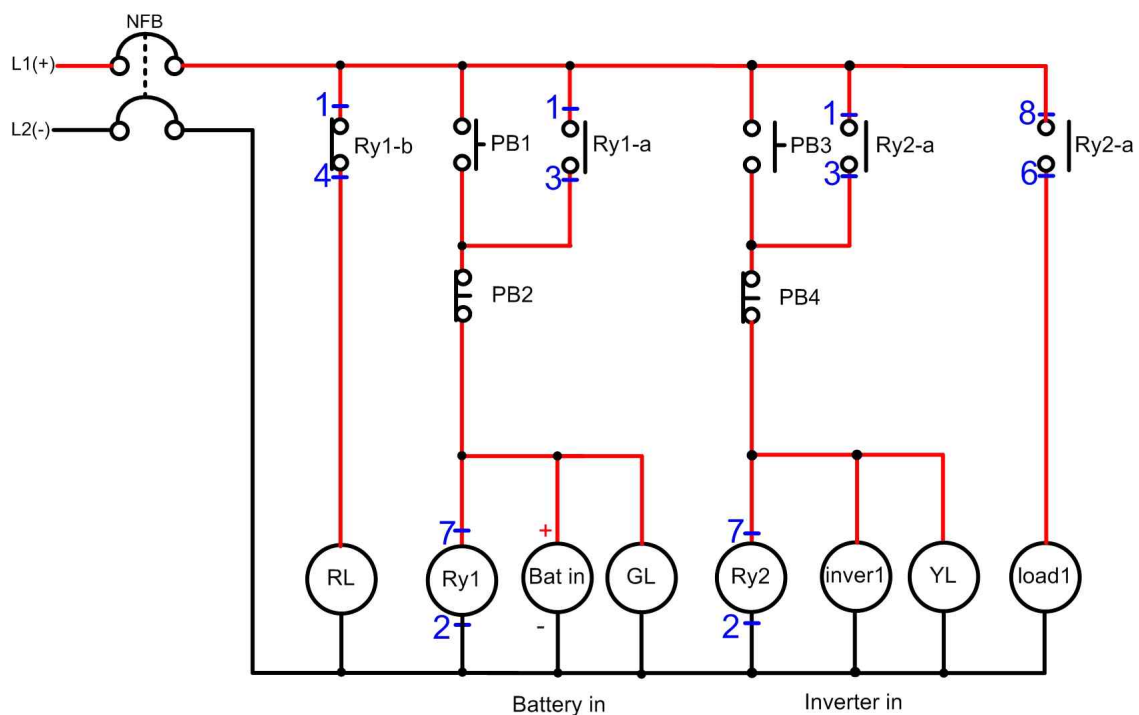 NFB
L1(+)
L2(-)
1
Ry1-b
4
PB1
1
Ry1-a
3
PB3
1
Ry2-a
3
8
Ry2-a
6
PB2
PB4
RL
7
Ry1
2
+
Bat in
-
GL
7
Ry2
2
inver1
YL
load1
Battery in
Inverter in